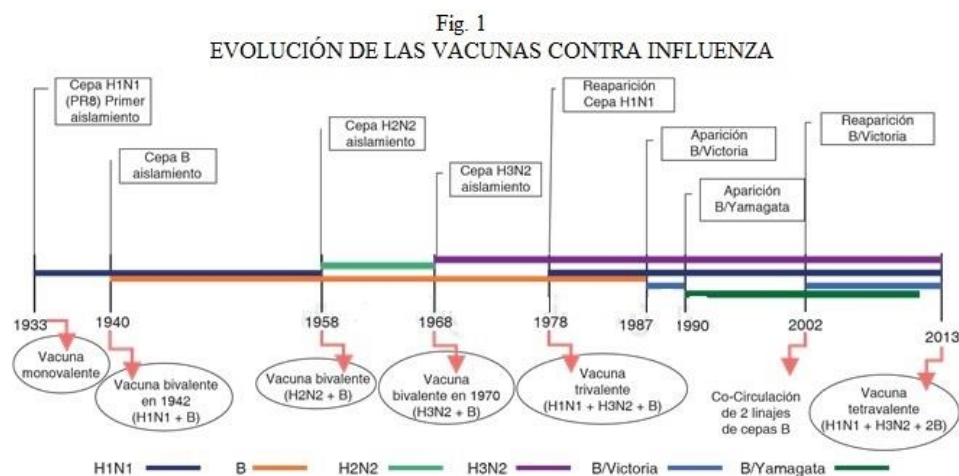 Fig. 1
EVOLUCIÓN DE LAS VACUNAS CONTRA INFLUENZA
Cepa H1N1
(PR8) Primer
aislamiento
Cepa B
aislamiento
Cepa H2N2
aislamiento
Cepa H3N2
aislamiento
Reaparición
Cepa H1N1
Aparición
B/Victoria
Aparición
B/Yamagata
Reaparición
B/Victoria
1933
1940
1958
1968
1978
1987
1990
2002
2013
Vacuna
monovalente
Vacuna bivalente
en 1942
(H1N1 + B)
Vacuna bivalente
(H2N2 + B)
Vacuna
bivalente en 1970
(H3N2 + B)
Vacuna
trivalente
(H1N1 + H3N2 + B)
Co-Circulación
de 2 linajes
de cepas B
Vacuna
tetravalente
(H1N1 + H3N2 + 2B)
H1N1 B H2N2 H3N2 B/Victoria B/Yamagata